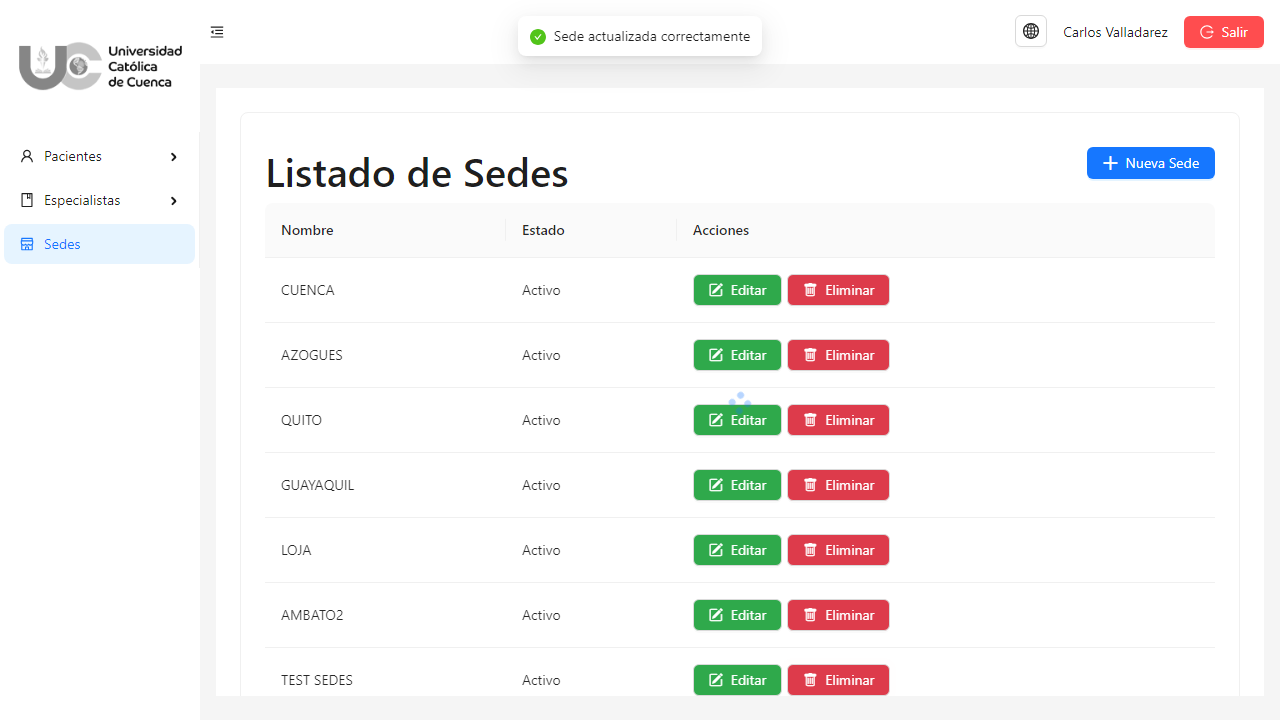 Universidad
Católica
de Cuenca
Sede actualizada correctamente
Carlos Valladarez
Salir
Pacientes
Especialistas
Sedes
Listado de Sedes
Nueva Sede
Nombre Estado Acciones
CUENCA Activo Editar Eliminar
AZOGUES Activo Editar Eliminar
QUITO Activo Editar Eliminar
GUAYAQUIL Activo Editar Eliminar
LOJA Activo Editar Eliminar
AMBATO2 Activo Editar Eliminar
TEST SEDES Activo Editar Eliminar